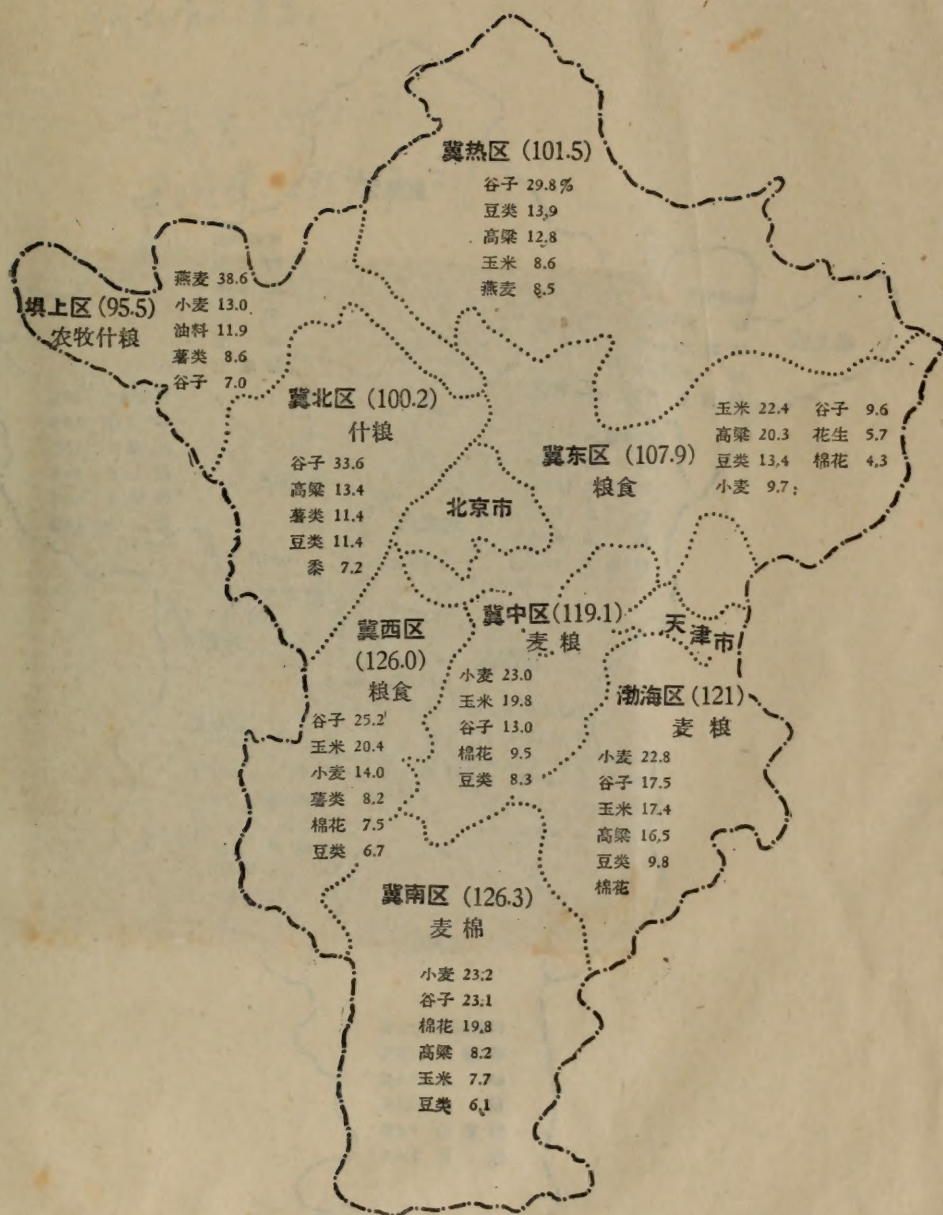 冀热区 (101.5)
谷子 29.8%
豆类 13.9
高粱 12.8
玉米 8.6
燕麦 8.5
坝上区 (95.5)
农牧什粮
燕麦 38.6
小麦 13.0
油料 11.9
薯类 8.6
谷子 7.0
冀北区 (100.2)
什粮
谷子 33.6
高粱 13.4
薯类 11.4
豆类 11.4
黍 7.2
冀东区 (107.9)
粮食
玉米 22.4 谷子 9.6
高粱 20.3 花生 5.7
豆类 13.4 棉花 4.3
小麦 9.7
北京市
天津市
冀西区
(126.0)
粮食
谷子 25.2
玉米 20.4
小麦 14.0
薯类 8.2
棉花 7.5
豆类 6.7
冀中区 (119.1)
麦粮
小麦 23.0
玉米 19.8
谷子 13.0
棉花 9.5
豆类 8.3
渤海区 (121)
麦粮
小麦 22.8
谷子 17.5
玉米 17.4
高粱 16.5
豆类 9.8
棉花
冀南区 (126.3)
麦棉
小麦 23.2
谷子 23.1
棉花 19.8
高粱 8.2
玉米 7.7
豆类 6.1